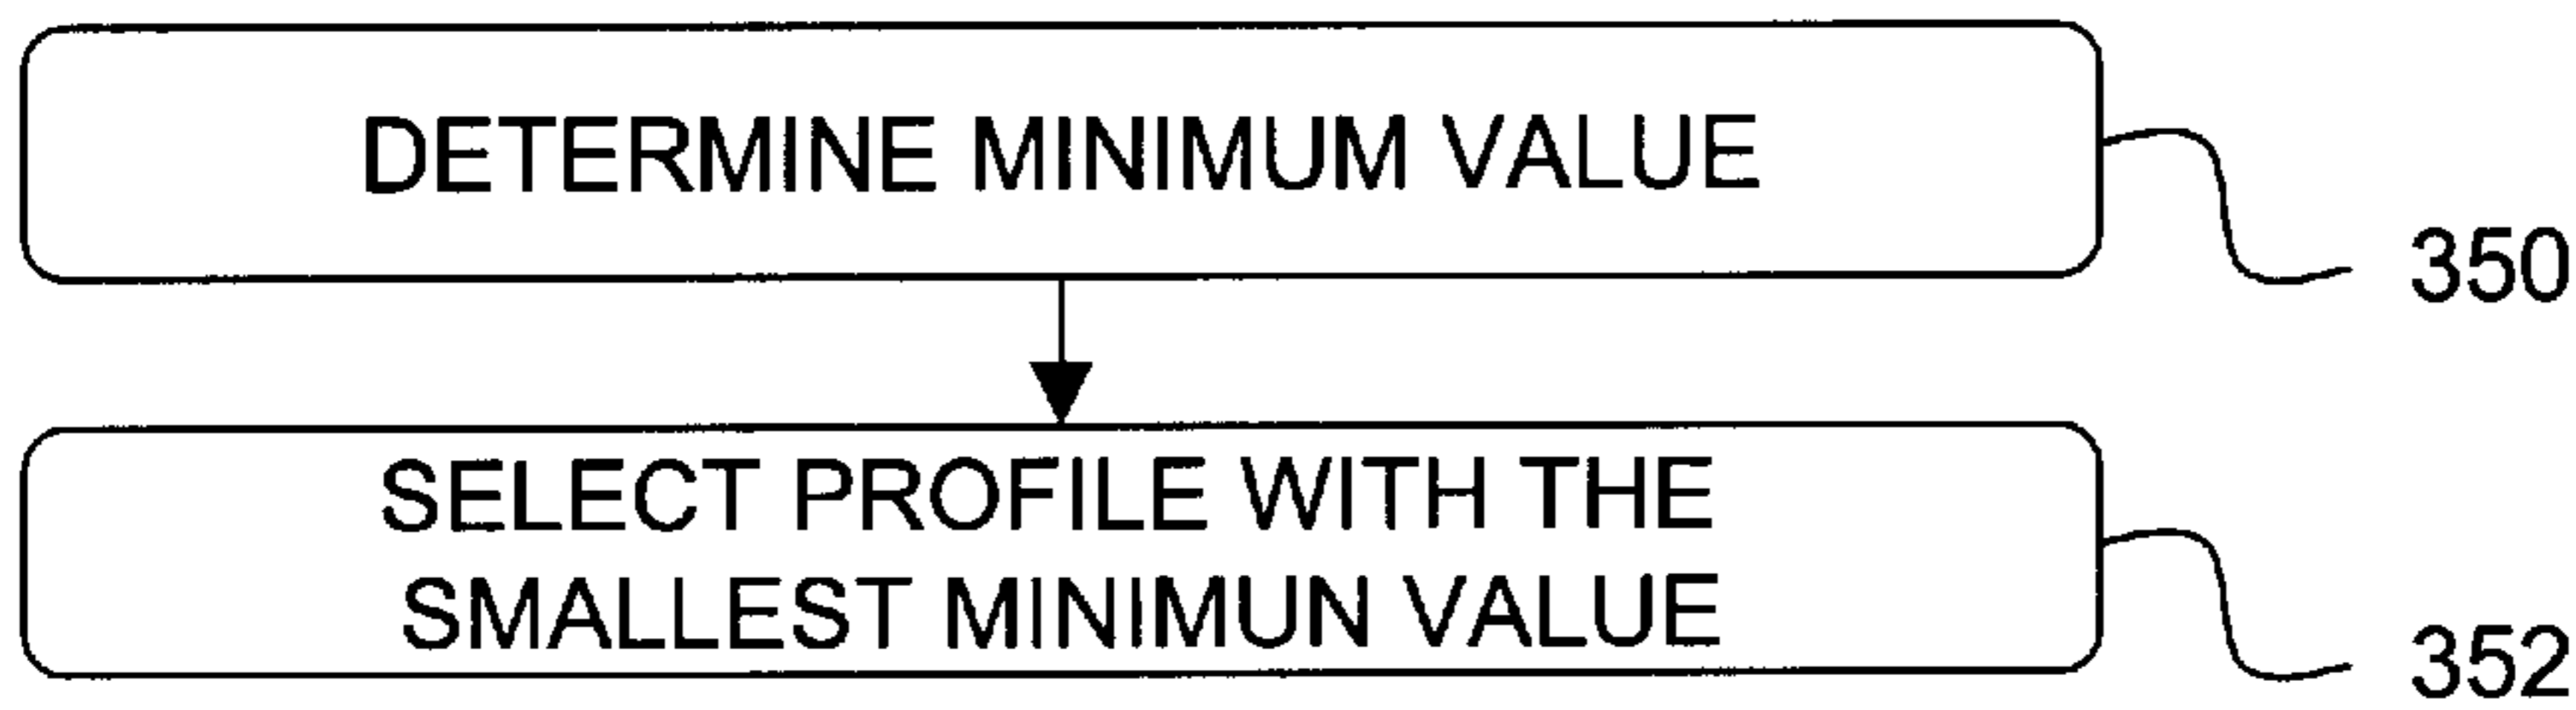 DETERMINE MINIMUM VALUE
350
SELECT PROFILE WITH THE
SMALLEST MINIMUN VALUE
352